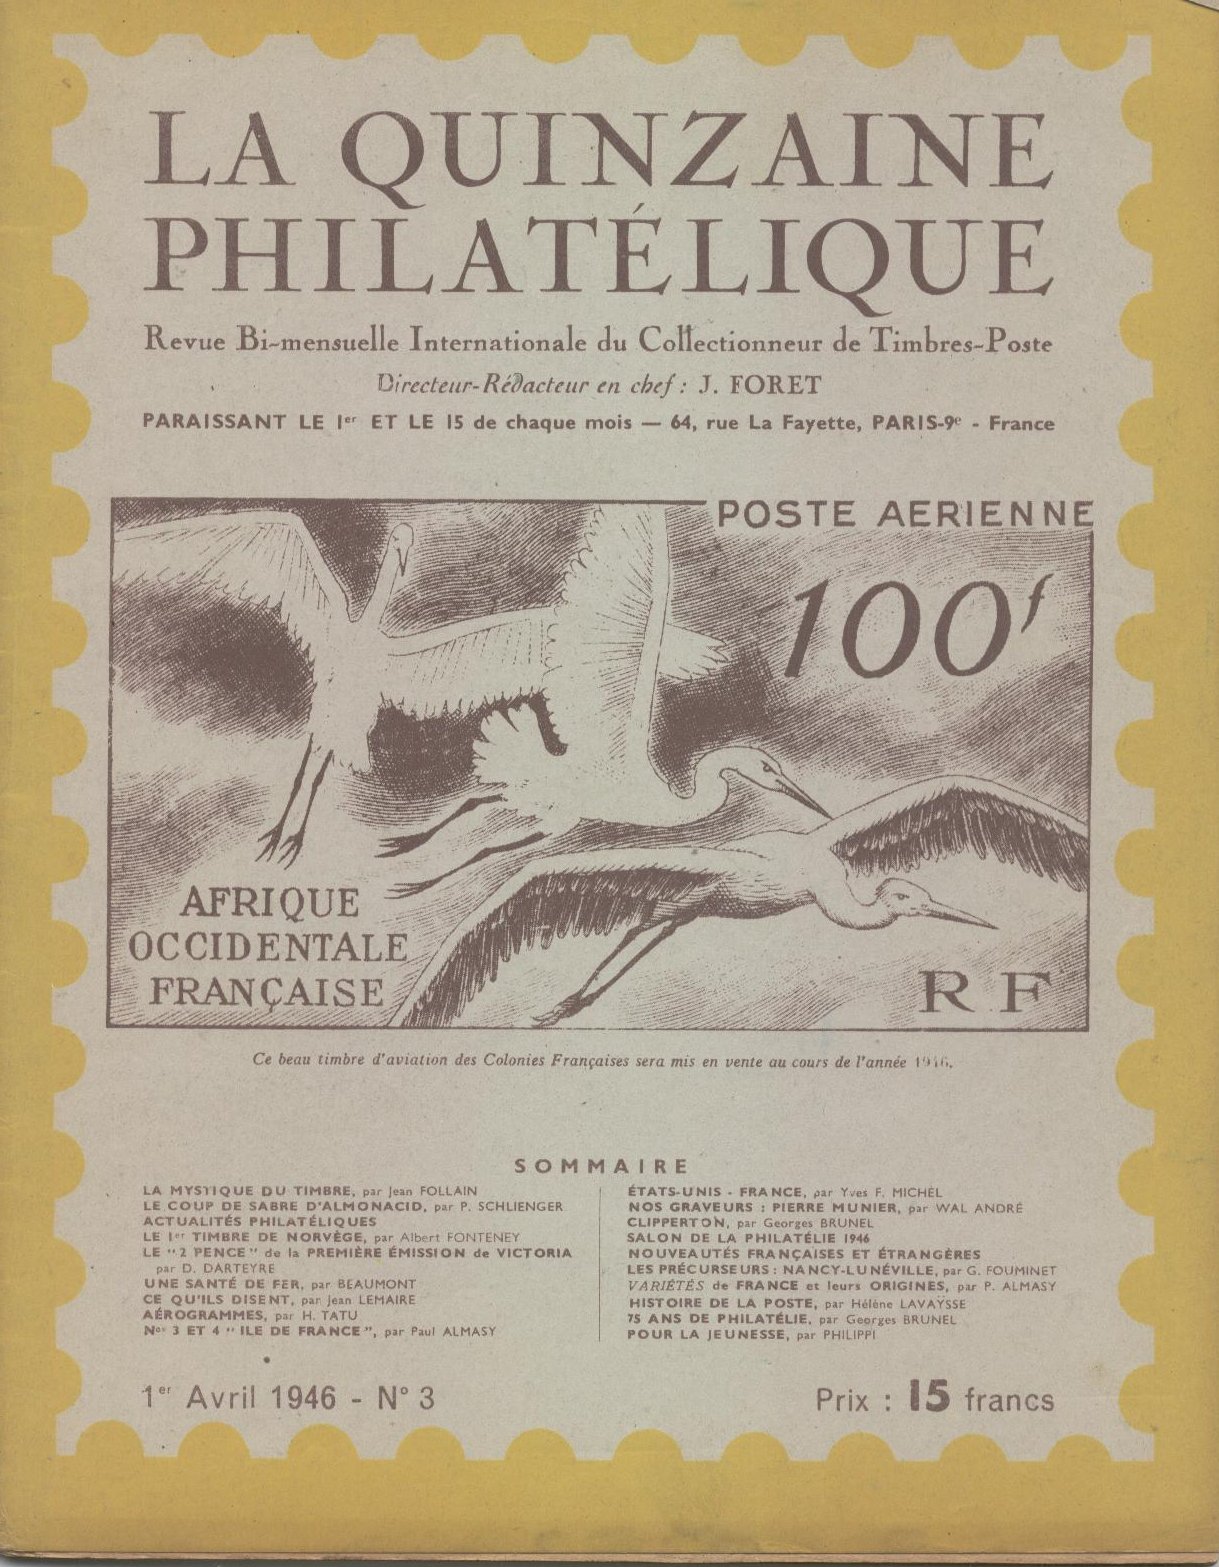 LA QUINZAINE
PHILATÉLIQUE
Revue Bi-mensuelle Internationale du Collectionneur de Timbres-Poste
Directeur-Rédacteur en chef : J. FORET
PARAISSANT LE 1er ET LE 15 de chaque mois — 64, rue La Fayette, PARIS-9e - France
POSTE AERIENNE
100f
AFRIQUE
OCCIDENTALE
FRANÇAISE
R F
Ce beau timbre d'aviation des Colonies Françaises sera mis en vente au cours de l'année 1946.
SOMMAIRE
LA MYSTIQUE DU TIMBRE, par Jean FOLLAIN
LE COUP DE SABRE D'ALMONACID, par P. SCHLIENGER
ACTUALITÉS PHILATÉLIQUES
LE 1er TIMBRE DE NORVÈGE, par Albert FONTENEY
LE "2 PENCE" de la PREMIÈRE ÉMISSION de VICTORIA
par D. DARTEYRE
UNE SANTÉ DE FER, par BEAUMONT
CE QU'ILS DISENT, par Jean LEMAIRE
AÉROGRAMMES, par H. TATU
Nos 3 ET 4 "ILE DE FRANCE", par Paul ALMASY
ÉTATS-UNIS - FRANCE, par Yves F. MICHEL
NOS GRAVEURS : PIERRE MUNIER, par WAL ANDRÉ
CLIPPERTON, par Georges BRUNEL
SALON DE LA PHILATÉLIE 1946
NOUVEAUTÉS FRANÇAISES ET ÉTRANGÈRES
LES PRÉCURSEURS : NANCY-LUNÉVILLE, par G. FOUMINET
VARIÉTÉS de FRANCE et leurs ORIGINES, par P. ALMASY
HISTOIRE DE LA POSTE, par Hélène LAVAYSSE
75 ANS DE PHILATÉLIE, par Georges BRUNEL
POUR LA JEUNESSE, par PHILIPPI
1er Avril 1946 - N° 3
Prix : 15 francs